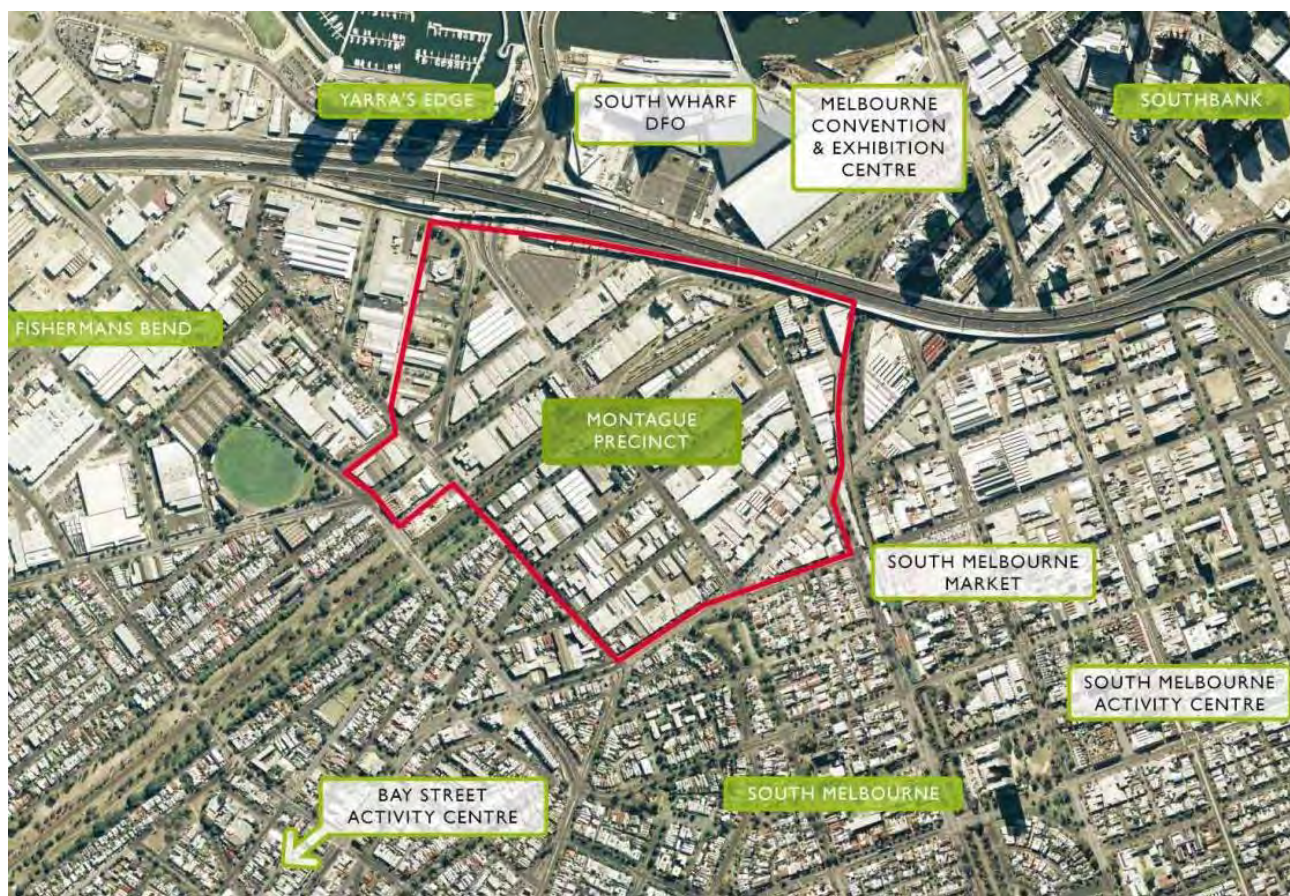 YARRA'S EDGE
SOUTH WHARF
DFO
MELBOURNE
CONVENTION
& EXHIBITION
CENTRE
SOUTHBANK
FISHERMANS BEND
MONTAGUE
PRECINCT
SOUTH MELBOURNE
MARKET
SOUTH MELBOURNE
ACTIVITY CENTRE
BAY STREET
ACTIVITY CENTRE
SOUTH MELBOURNE